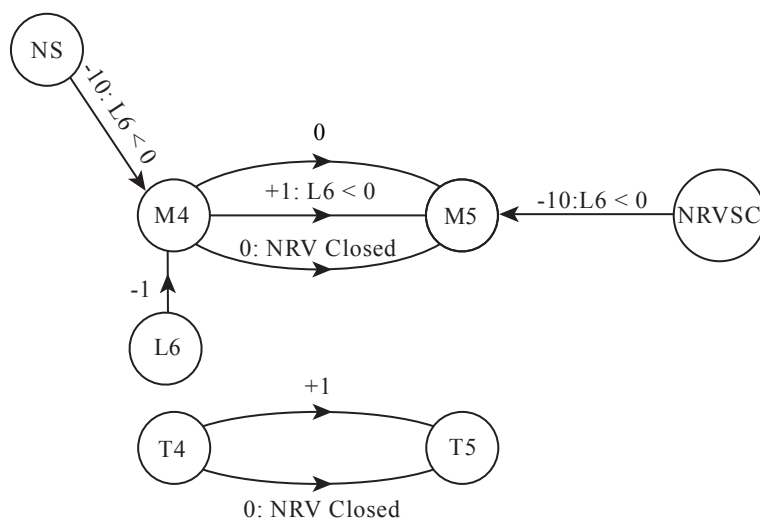 NS
-10: L6 < 0
0
M4
+1: L6 < 0
M5
-10:L6 < 0
NRVSC
0: NRV Closed
-1
L6
+1
T4
T5
0: NRV Closed